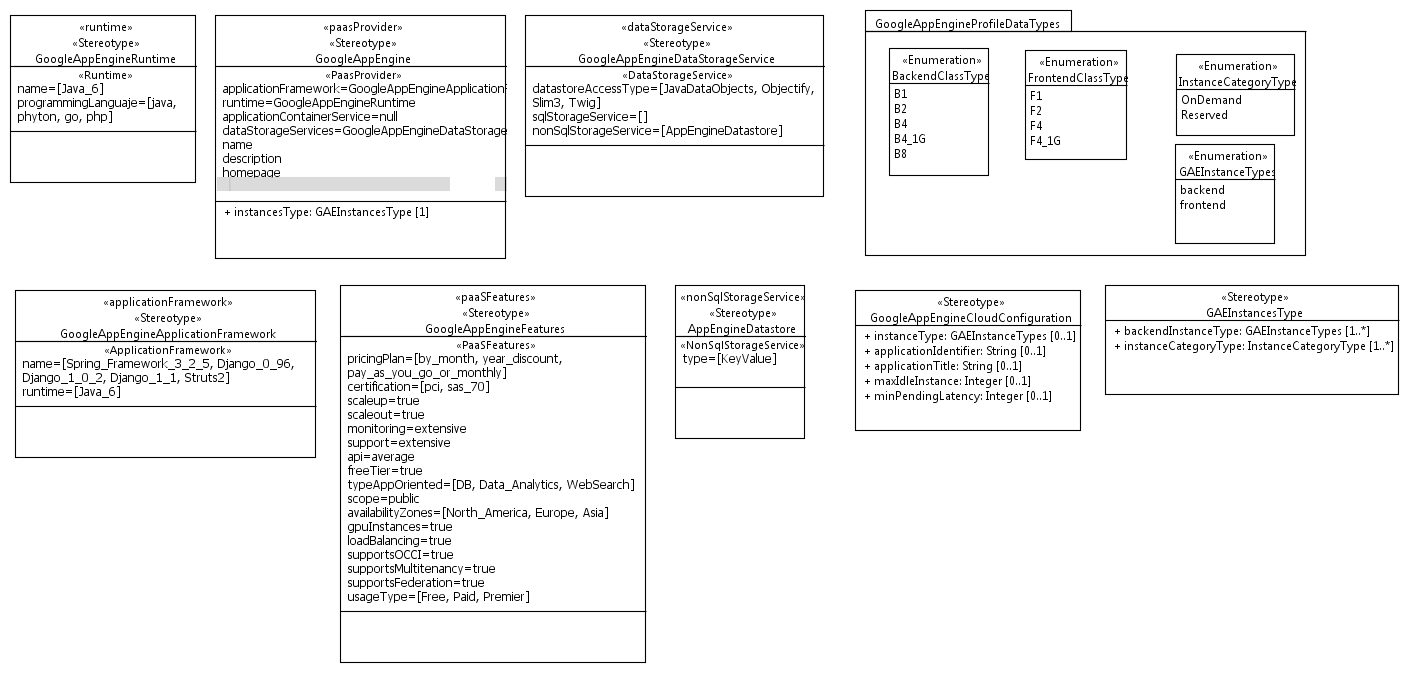 «runtime»
«Stereotype»
GoogleAppEngineRuntime
«Runtime»
name=[Java_6]
programmingLanguaje=[java,
phyton, go, php]
«paasProvider»
«Stereotype»
GoogleAppEngine
«PaasProvider»
applicationFramework=GoogleAppEngineApplicationF
runtime=GoogleAppEngineRuntime
applicationContainerService=null
dataStorageServices=GoogleAppEngineDataStorage
name
description
homepage
+ instancesType: GAEInstancesType [1]
«dataStorageService»
«Stereotype»
GoogleAppEngineDataStorageService
«DataStorageService»
datastoreAccessType=[JavaDataObjects, Objectify,
Slim3, Twig]
sqlStorageService=[]
nonSqlStorageService=[AppEngineDatastore]
GoogleAppEngineProfileDataTypes
«Enumeration»
BackendClassType
B1
B2
B4
B4_1G
B8
«Enumeration»
FrontendClassType
F1
F2
F4
F4_1G
«Enumeration»
InstanceCategoryType
OnDemand
Reserved
«Enumeration»
GAEInstanceTypes
backend
frontend
«applicationFramework»
«Stereotype»
GoogleAppEngineApplicationFramework
«ApplicationFramework»
name=[Spring_Framework_3_2_5, Django_0_96,
Django_1_0_2, Django_1_1, Struts2]
runtime=[Java_6]
«paaSFeatures»
«Stereotype»
GoogleAppEngineFeatures
«PaaSFeatures»
pricingPlan=[by_month, year_discount,
pay_as_you_go_or_monthly]
certification=[pci, sas_70]
scaleup=true
scaleout=true
monitoring=extensive
support=extensive
api=average
freeTier=true
typeAppOriented=[DB, Data_Analytics, WebSearch]
scope=public
availabilityZones=[North_America, Europe, Asia]
gpuInstances=true
loadBalancing=true
supportsOCCI=true
supportsMultitenancy=true
supportsFederation=true
usageType=[Free, Paid, Premier]
«nonSqlStorageService»
«Stereotype»
AppEngineDatastore
«NonSqlStorageService»
type=[KeyValue]
«Stereotype»
GoogleAppEngineCloudConfiguration
+ instanceType: GAEInstanceTypes [0..1]
+ applicationIdentifier: String [0..1]
+ applicationTitle: String [0..1]
+ maxIdleInstance: Integer [0..1]
+ minPendingLatency: Integer [0..1]
«Stereotype»
GAEInstancesType
+ backendInstanceType: GAEInstanceTypes [1..*]
+ instanceCategoryType: InstanceCategoryType [1..*]